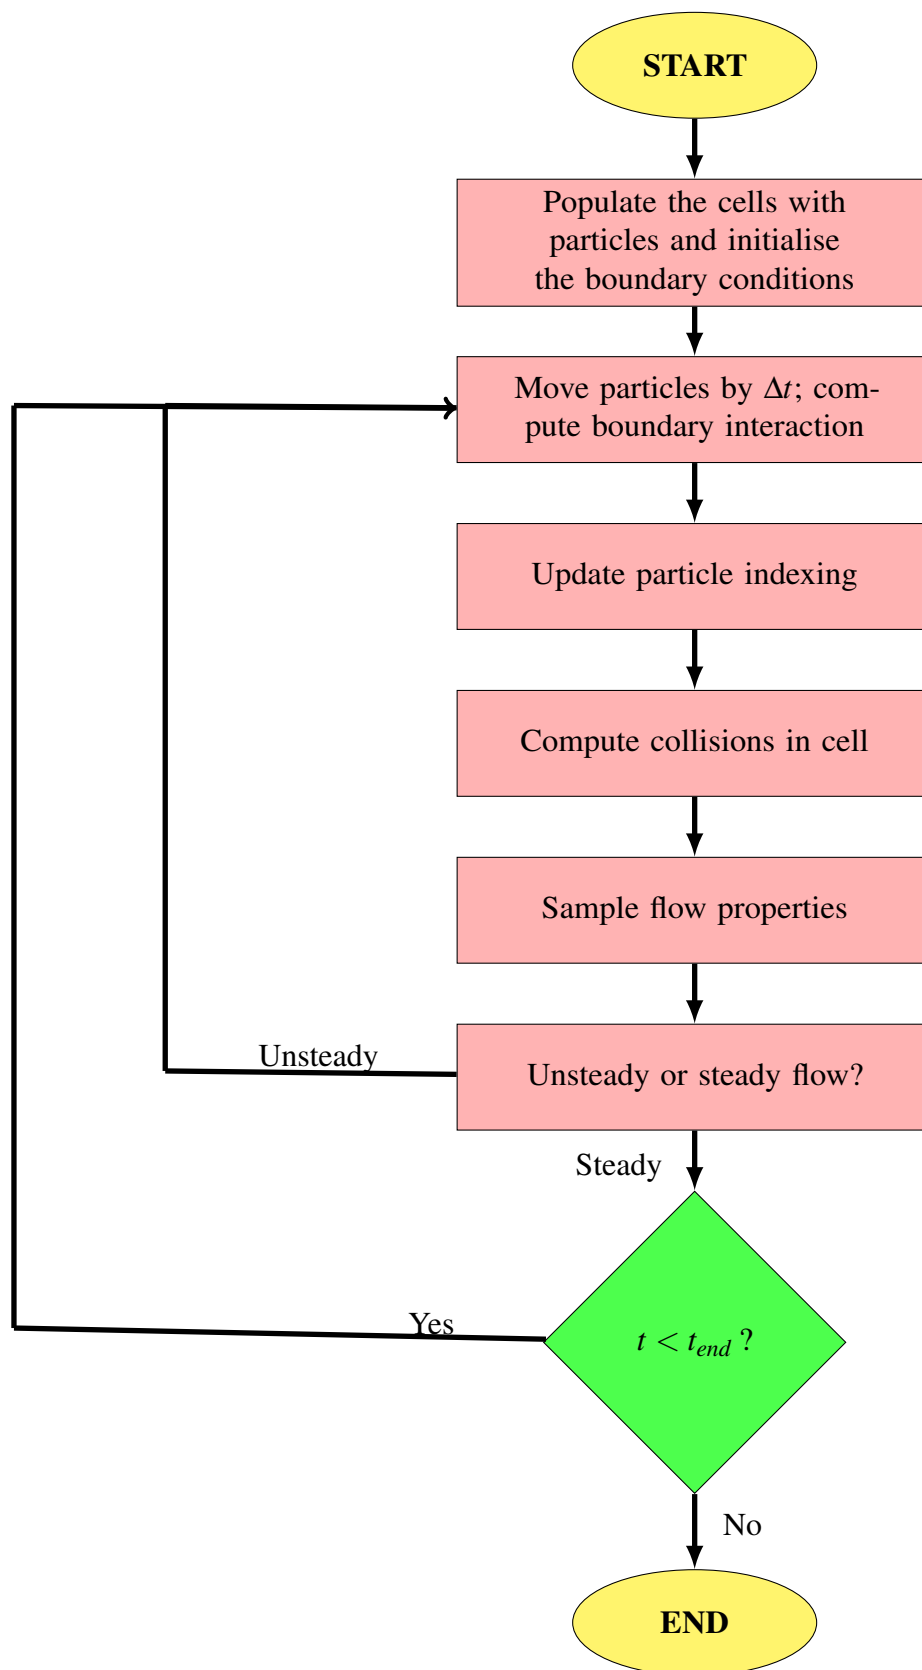 START
Populate the cells with
particles and initialise
the boundary conditions
Move particles by Δt; com-
pute boundary interaction
Update particle indexing
Compute collisions in cell
Sample flow properties
Unsteady
Unsteady or steady flow?
Steady
Yes
t < t_end ?
No
END